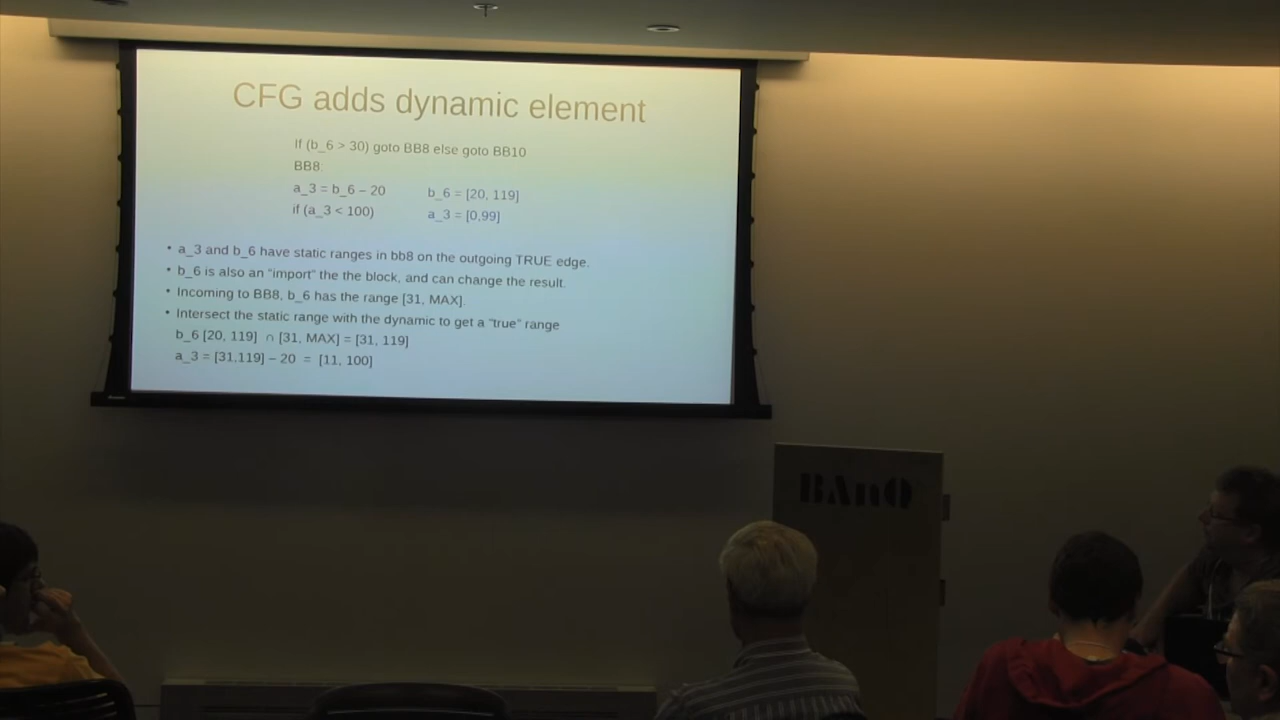 CFG adds dynamic element
If (b_6 > 30) goto BB8 else goto BB10
BB8:
a_3 = b_6 – 20 b_6 = [20, 119]
if (a_3 < 100) a_3 = [0,99]
• a_3 and b_6 have static ranges in bb8 on the outgoing TRUE edge.
• b_6 is also an "import" the the block, and can change the result.
• Incoming to BB8, b_6 has the range [31, MAX].
• Intersect the static range with the dynamic to get a "true" range
b_6 [20, 119] ∩ [31, MAX] = [31, 119]
a_3 = [31,119] – 20 = [11, 100]
BAnQ